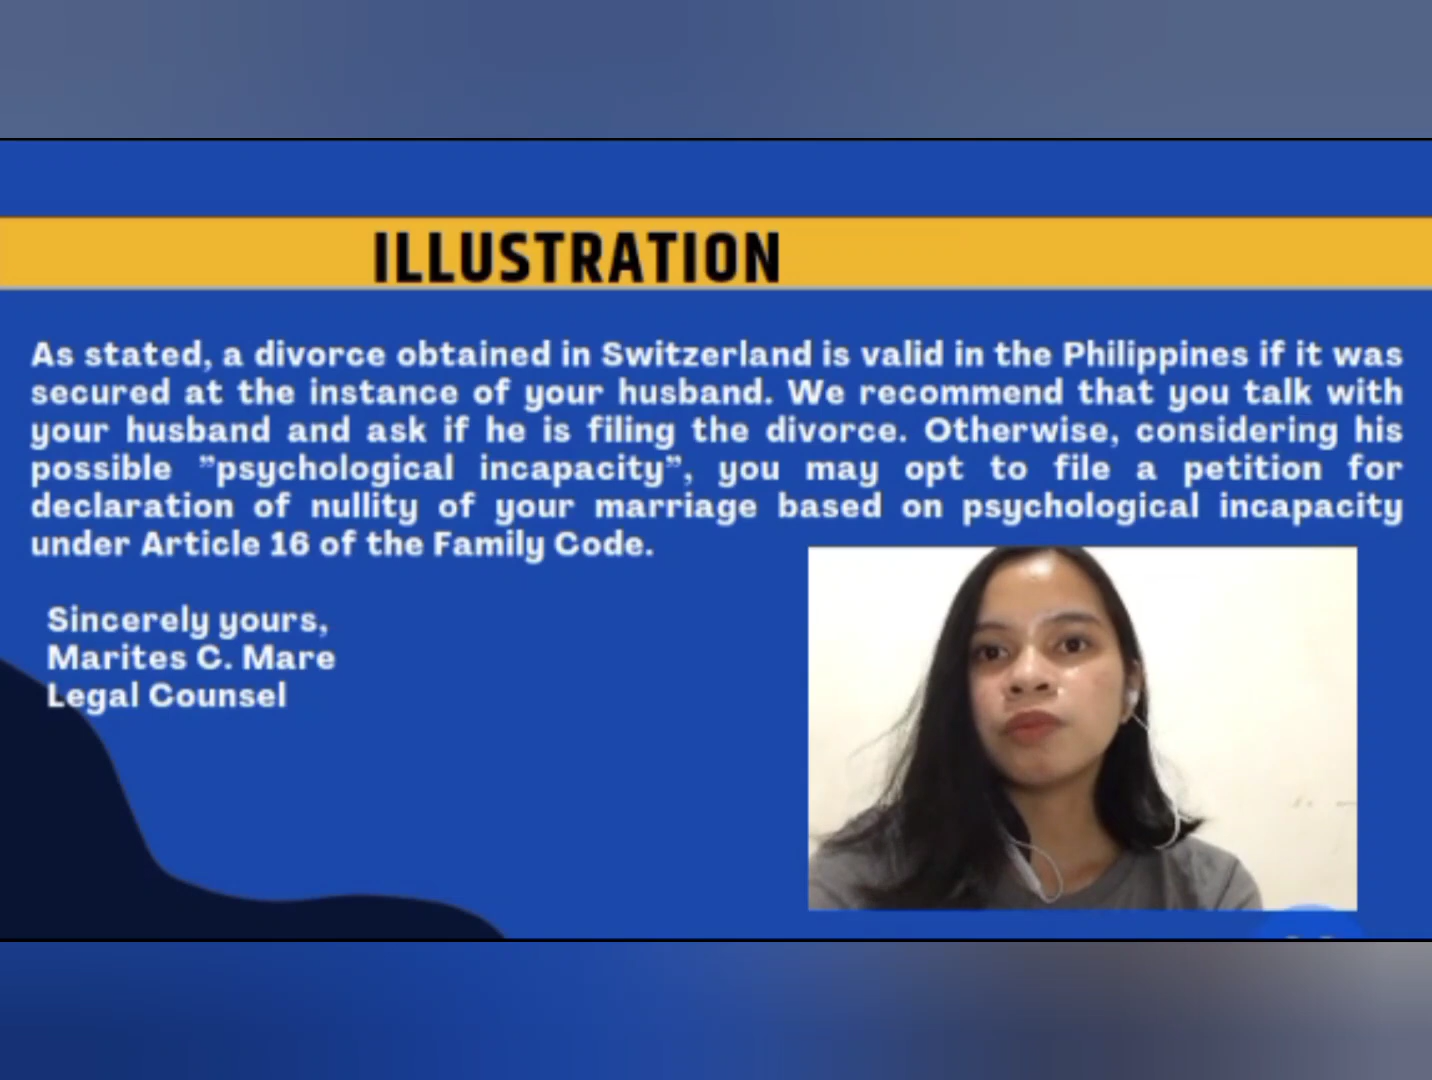 ILLUSTRATION
As stated, a divorce obtained in Switzerland is valid in the Philippines if it was
secured at the instance of your husband. We recommend that you talk with
your husband and ask if he is filing the divorce. Otherwise, considering his
possible ”psychological incapacity”, you may opt to file a petition for
declaration of nullity of your marriage based on psychological incapacity
under Article 16 of the Family Code.
Sincerely yours,
Marites C. Mare
Legal Counsel